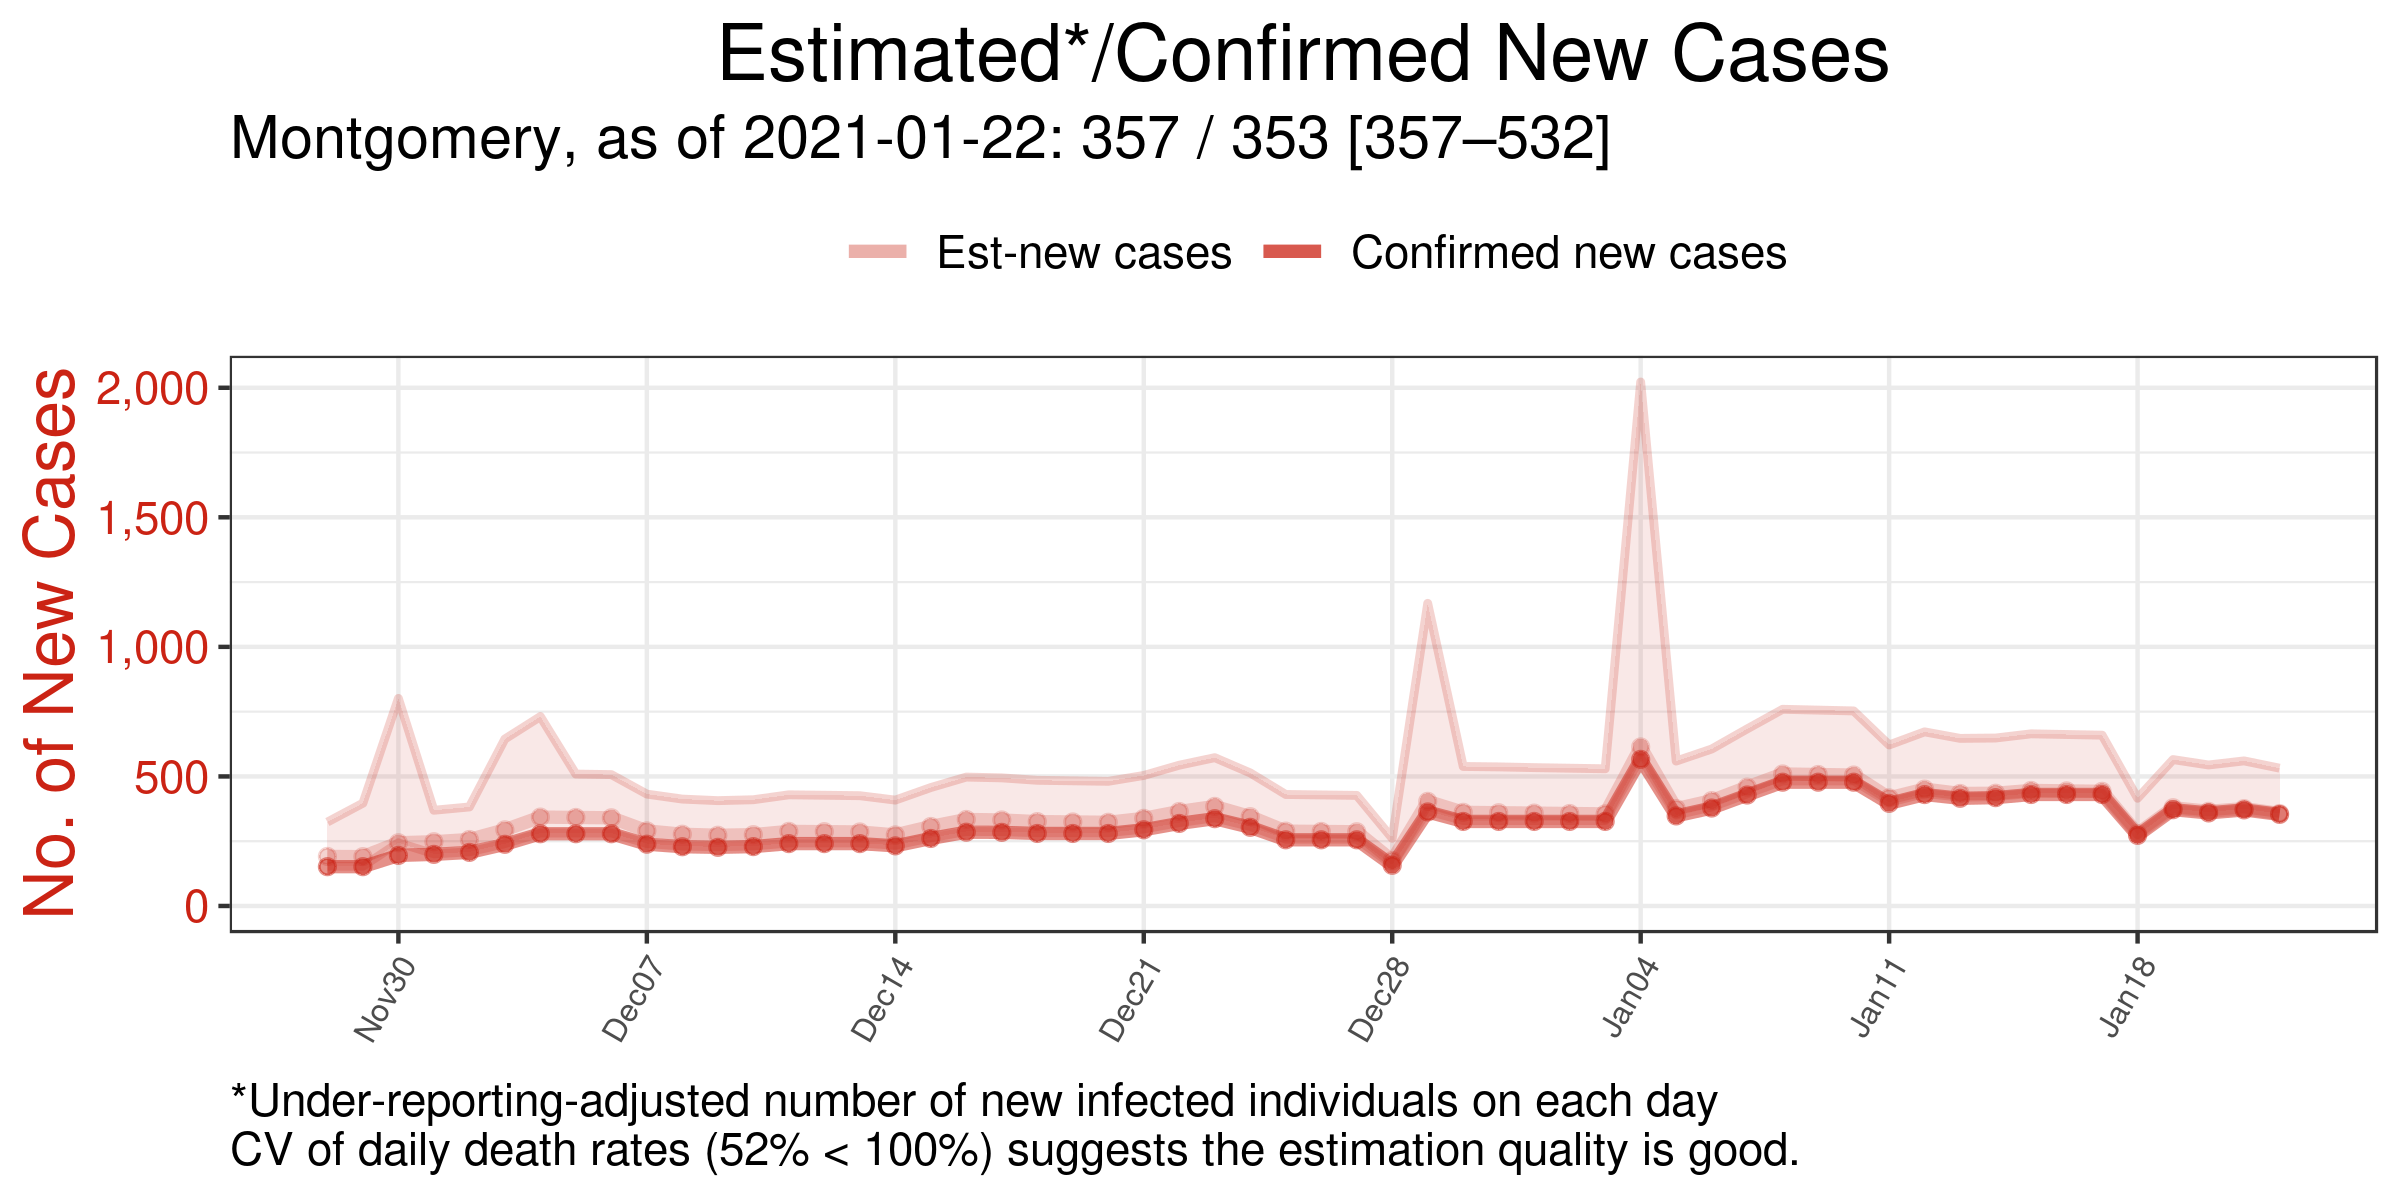 Estimated*/Confirmed New Cases
Montgomery, as of 2021-01-22: 357 / 353 [357–532]
Est-new cases
Confirmed new cases
No. of New Cases
2,000
1,500
1,000
500
0
Nov30
Dec07
Dec14
Dec21
Dec28
Jan04
Jan11
Jan18
*Under-reporting-adjusted number of new infected individuals on each day
CV of daily death rates (52% < 100%) suggests the estimation quality is good.